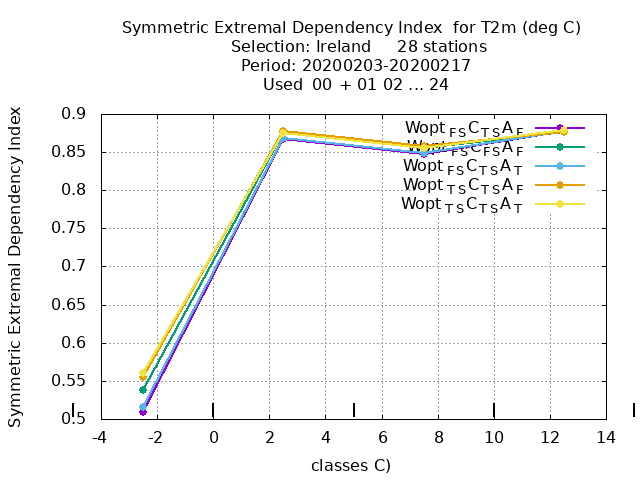 Symmetric Extremal Dependency Index for T2m (deg C)
Selection: Ireland 28 stations
Period: 20200203-20200217
Used 00 + 01 02 ... 24
Symmetric Extremal Dependency Index
0.9
0.85
0.8
0.75
0.7
0.65
0.6
0.55
0.5
Wopt FS C TS A F
Wopt FS C FS A F
Wopt FS C TS A T
Wopt TS C TS A F
Wopt TS C TS A T
-4 -2 0 2 4 6 8 10 12 14
classes C)